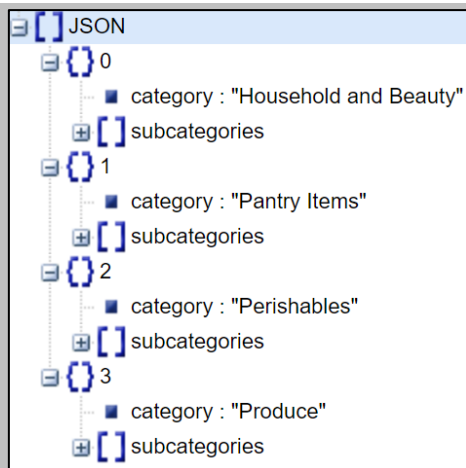 JSON
0
category : "Household and Beauty"
subcategories
1
category : "Pantry Items"
subcategories
2
category : "Perishables"
subcategories
3
category : "Produce"
subcategories